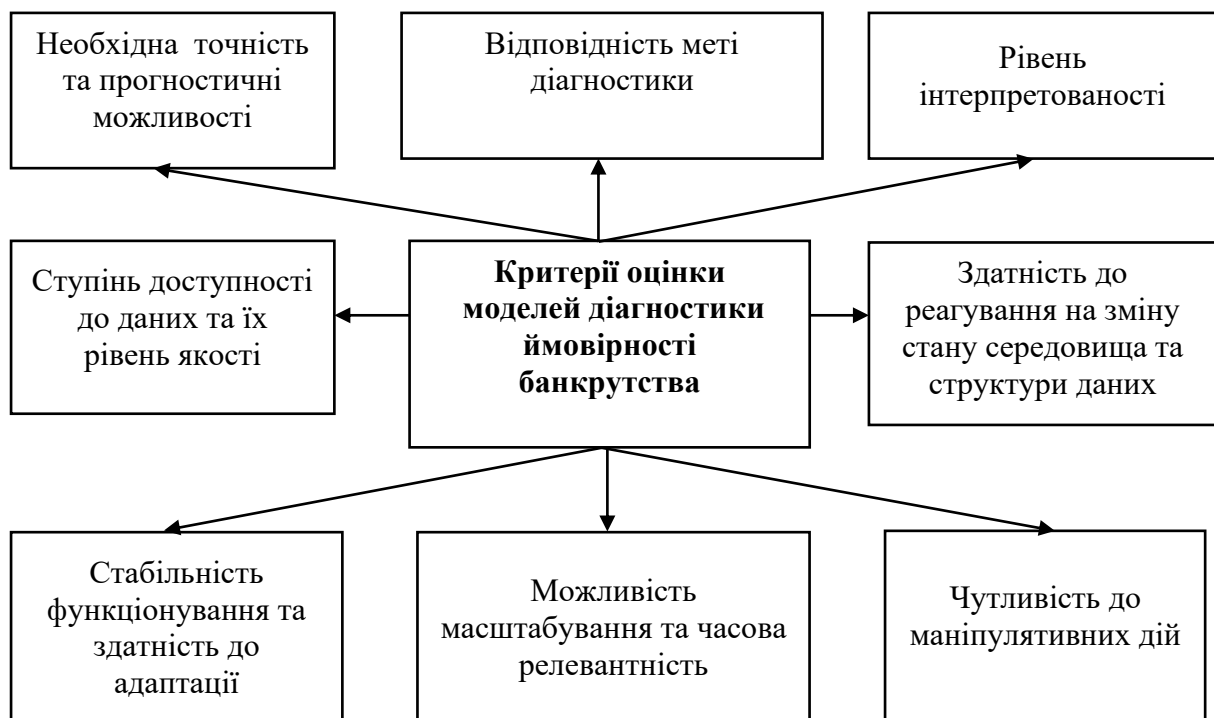 Необхідна точність
та прогностичні
можливості
Відповідність меті
діагностики
Рівень
інтерпретованості
Ступінь доступності
до даних та їх
рівень якості
Критерії оцінки
моделей діагностики
ймовірності
банкрутства
Здатність до
реагування на зміну
стану середовища та
структури даних
Стабільність
функціонування та
здатність до
адаптації
Можливість
масштабування та часова
релевантність
Чутливість до
маніпулятивних дій